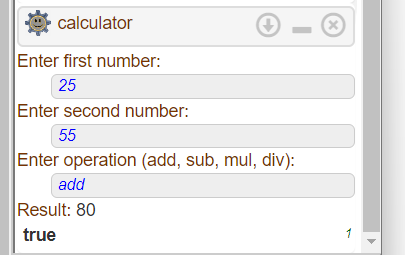 calculator
Enter first number:
25
Enter second number:
55
Enter operation (add, sub, mul, div):
add
Result: 80
true 1